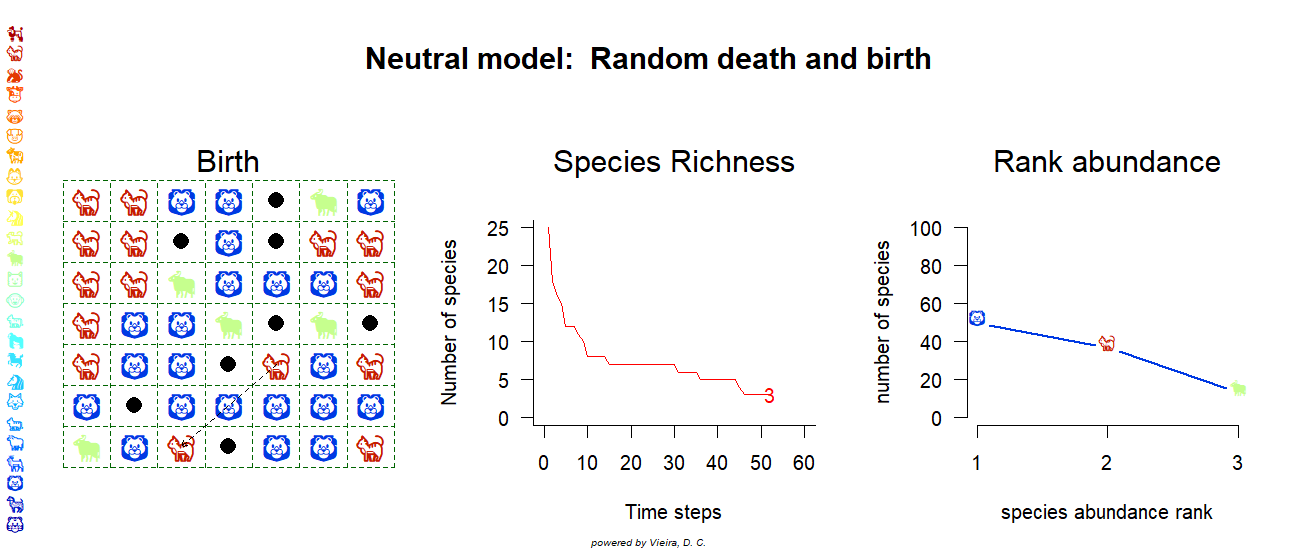 Neutral model:  Random death and birth
Birth
Species Richness
Number of species
25
20
15
10
5
0
3
0 10 20 30 40 50 60
Time steps
Rank abundance
number of species
100
80
60
40
20
0
1 2 3
species abundance rank
powered by Vieira, D. C.